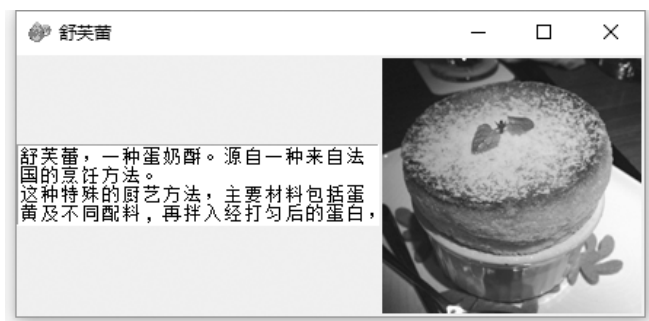 舒芙蕾
舒芙蕾，一种蛋奶酥。源自一种来自法
国的烹饪方法。
这种特殊的厨艺方法，主要材料包括蛋
黄及不同配料，再拌入经打匀后的蛋白，